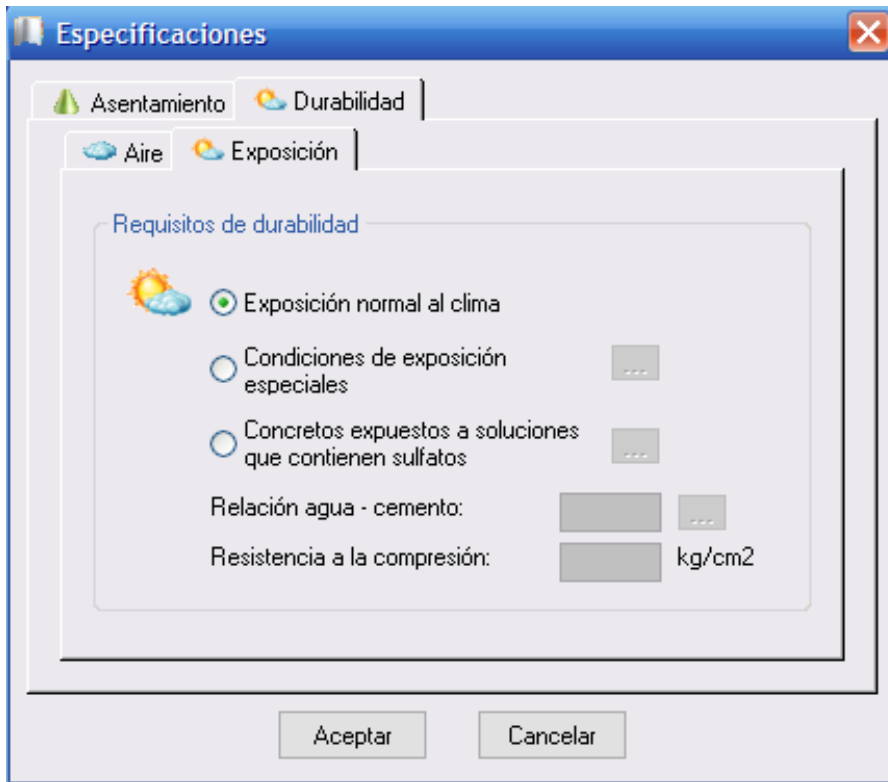 Especificaciones
Asentamiento Durabilidad
Aire Exposición
Requisitos de durabilidad
Exposición normal al clima
Condiciones de exposición
especiales
...
Concretos expuestos a soluciones
que contienen sulfatos
...
Relación agua - cemento:
...
Resistencia a la compresión: kg/cm2
Aceptar Cancelar